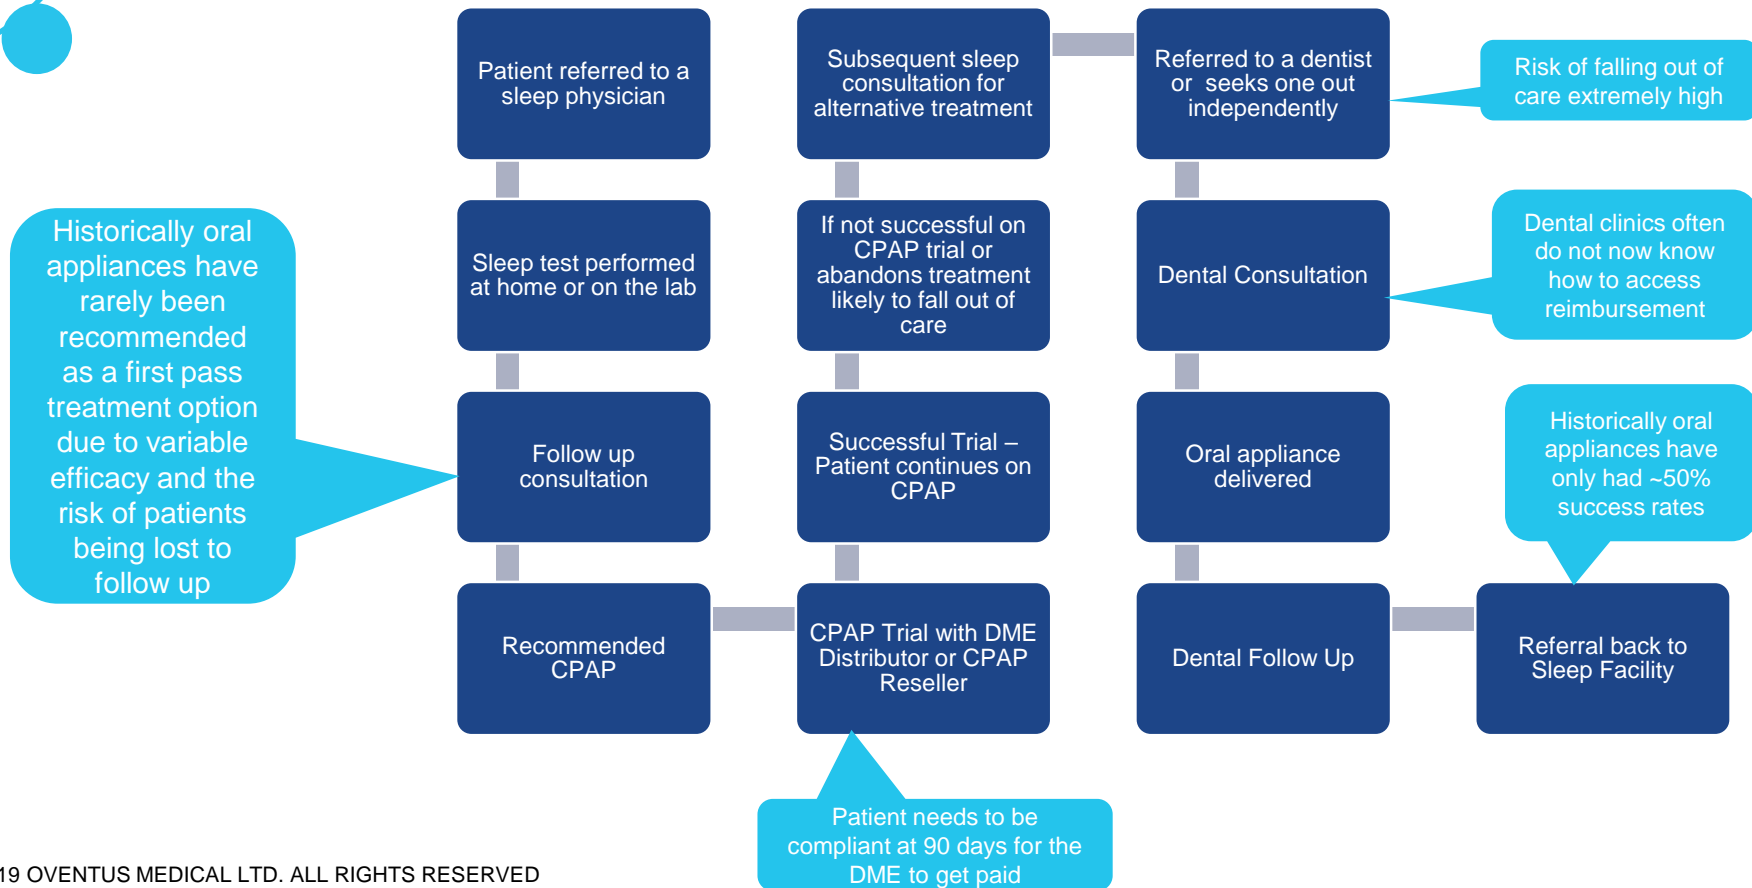 Patient referred to a
sleep physician
Sleep test performed
at home or on the lab
Follow up
consultation
Recommended
CPAP
Historically oral
appliances have
rarely been
recommended
as a first pass
treatment option
due to variable
efficacy and the
risk of patients
being lost to
follow up
CPAP Trial with DME
Distributor or CPAP
Reseller
Patient needs to be
compliant at 90 days for the
DME to get paid
Successful Trial –
Patient continues on
CPAP
If not successful on
CPAP trial or
abandons treatment
likely to fall out of
care
Subsequent sleep
consultation for
alternative treatment
Referred to a dentist
or seeks one out
independently
Risk of falling out of
care extremely high
Dental Consultation
Dental clinics often
do not now know
how to access
reimbursement
Oral appliance
delivered
Dental Follow Up
Referral back to
Sleep Facility
Historically oral
appliances have
only had ~50%
success rates
19 OVENTUS MEDICAL LTD. ALL RIGHTS RESERVED